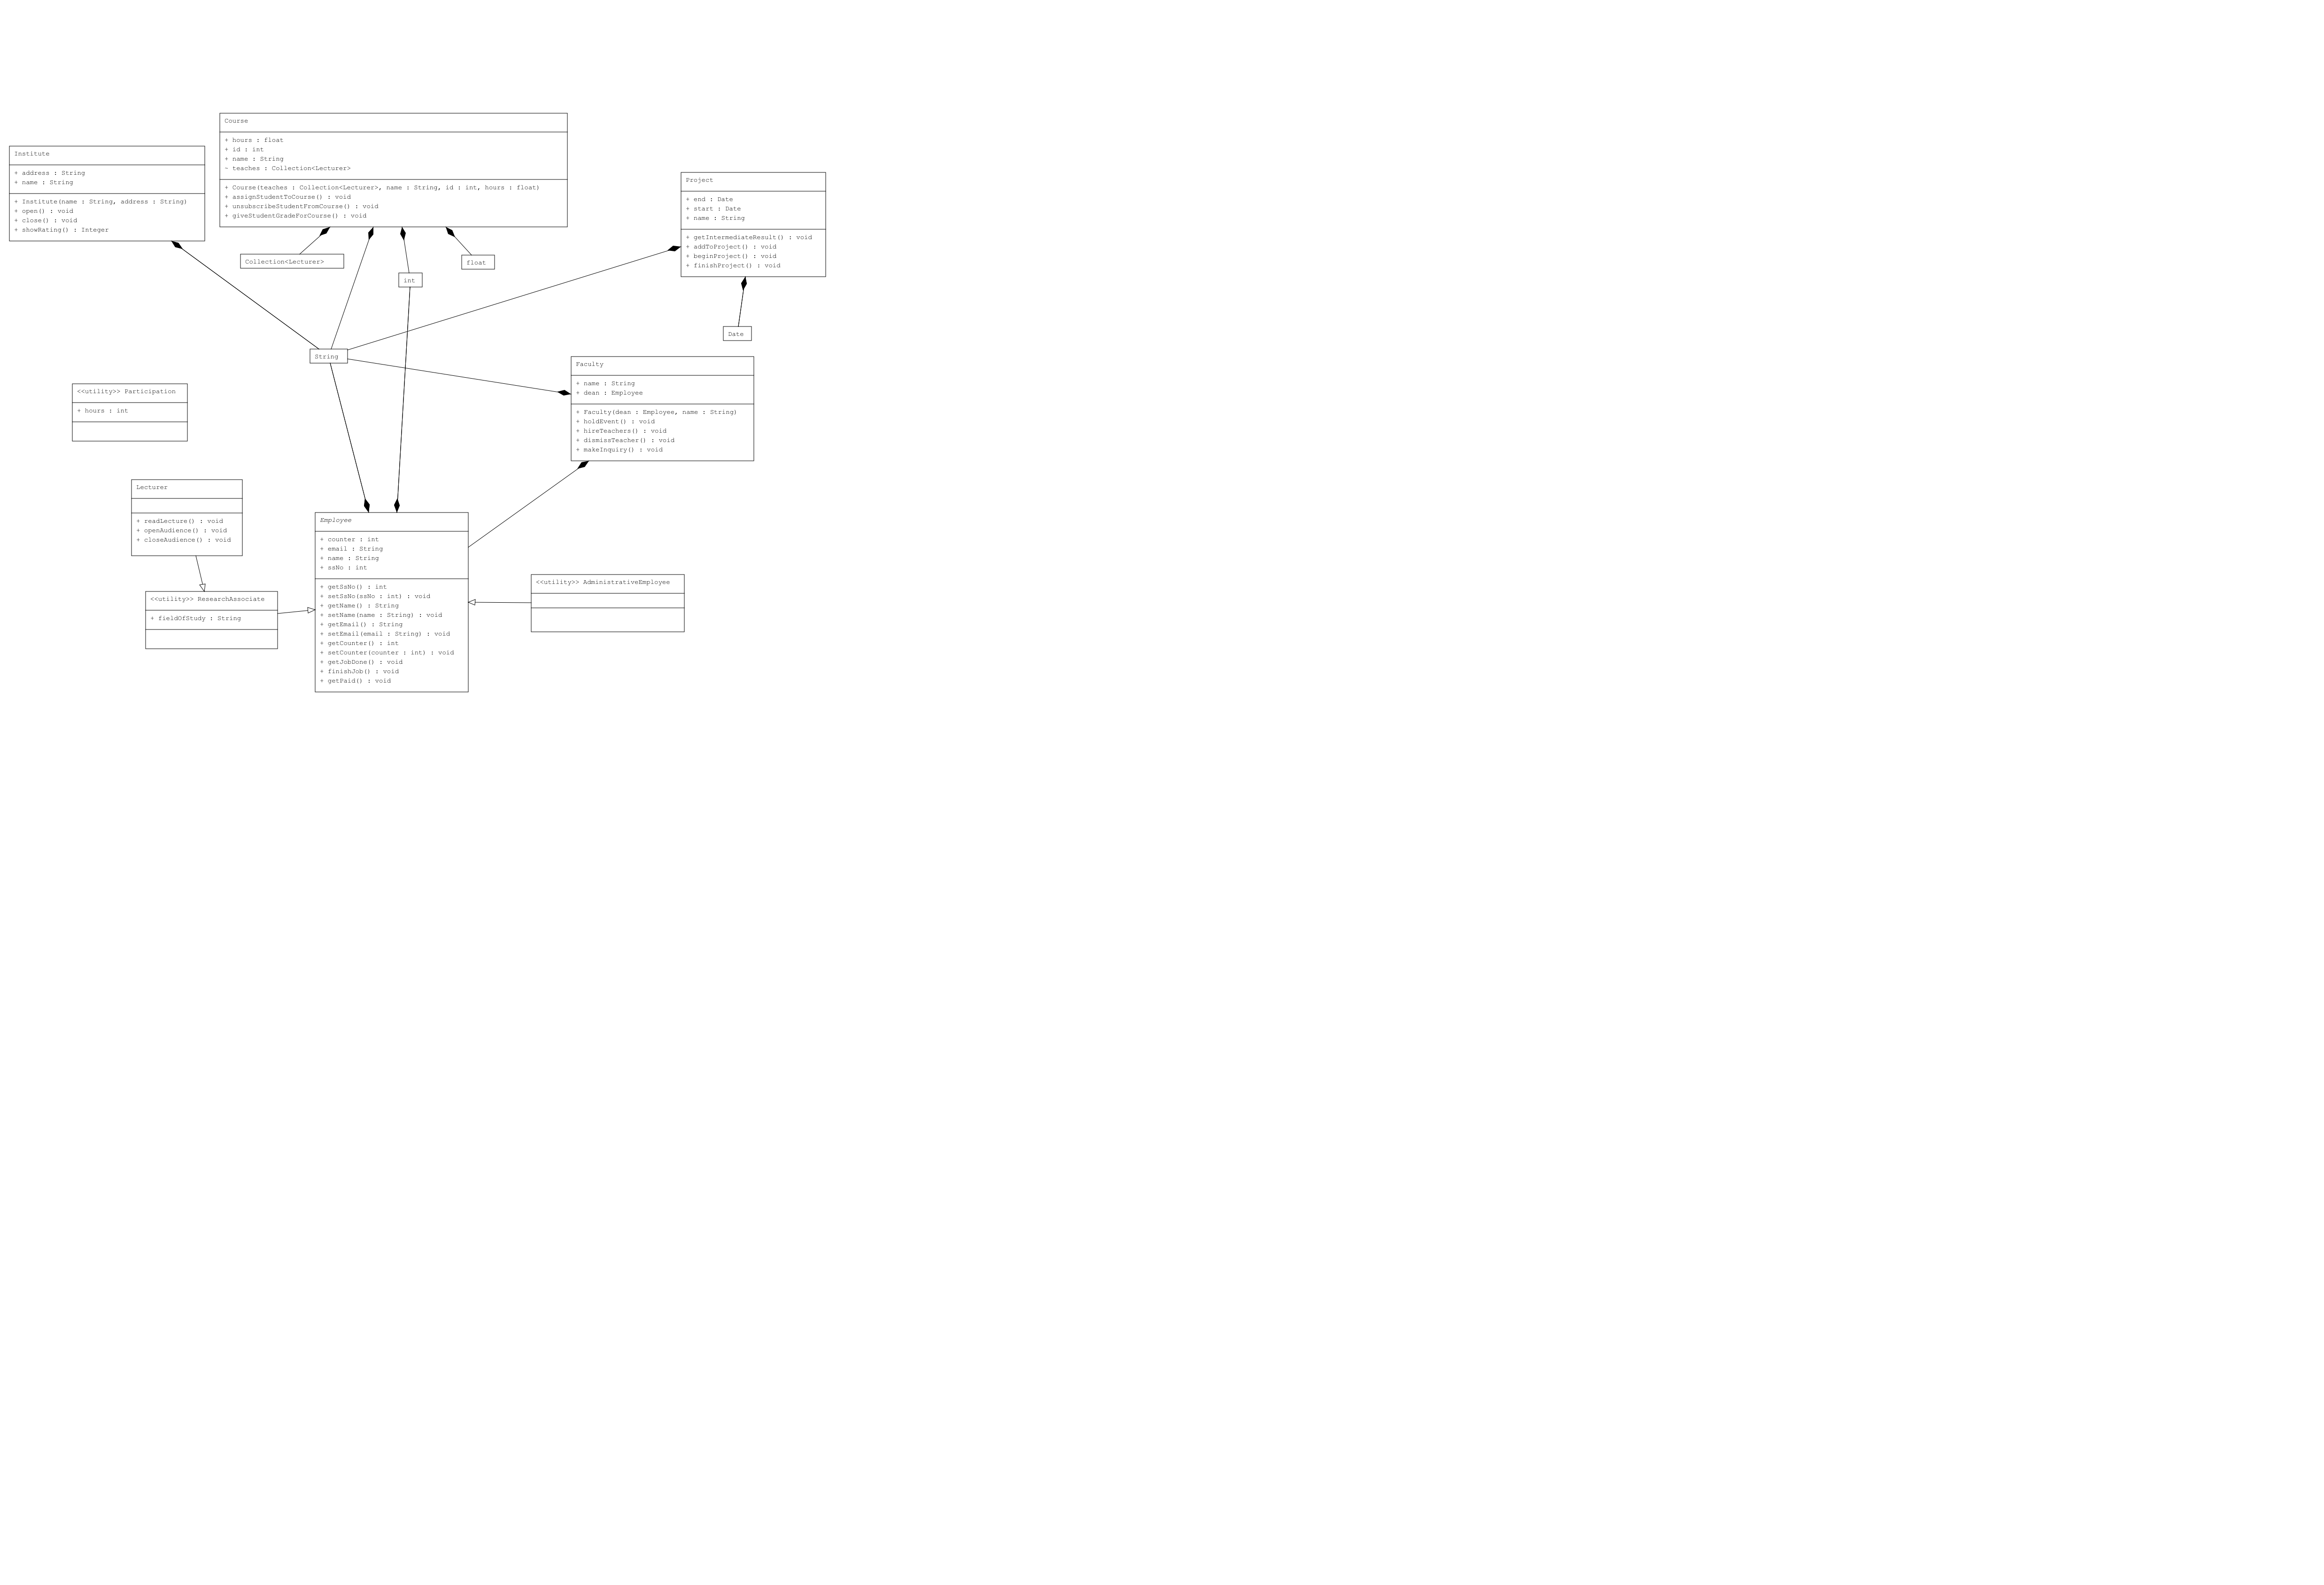 Course
+ hours : float
+ id : int
+ name : String
~ teaches : Collection<Lecturer>
+ Course(teaches : Collection<Lecturer>, name : String, id : int, hours : float)
+ assignStudentToCourse() : void
+ unsubscribeStudentFromCourse() : void
+ giveStudentGradeForCourse() : void
Institute
+ address : String
+ name : String
+ Institute(name : String, address : String)
+ open() : void
+ close() : void
+ showRating() : Integer
Project
+ end : Date
+ start : Date
+ name : String
+ getIntermediateResult() : void
+ addToProject() : void
+ beginProject() : void
+ finishProject() : void
Collection<Lecturer>
float
int
Date
String
Faculty
+ name : String
+ dean : Employee
+ Faculty(dean : Employee, name : String)
+ holdEvent() : void
+ hireTeachers() : void
+ dismissTeacher() : void
+ makeInquiry() : void
<<utility>> Participation
+ hours : int
Lecturer
+ readLecture() : void
+ openAudience() : void
+ closeAudience() : void
Employee
+ counter : int
+ email : String
+ name : String
+ ssNo : int
+ getSsNo() : int
+ setSsNo(ssNo : int) : void
+ getName() : String
+ setName(name : String) : void
+ getEmail() : String
+ setEmail(email : String) : void
+ getCounter() : int
+ setCounter(counter : int) : void
+ getJobDone() : void
+ finishJob() : void
+ getPaid() : void
<<utility>> AdministrativeEmployee
<<utility>> ResearchAssociate
+ fieldOfStudy : String